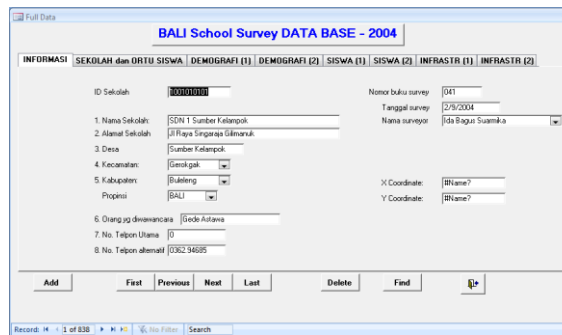 Full Data
BALI School Survey DATA BASE - 2004
INFORMASI SEKOLAH dan ORTU SISWA DEMOGRAFI (1) DEMOGRAFI (2) SISWA (1) SISWA (2) INFRASTR (1) INFRASTR (2)
ID Sekolah 1001010101 Nomor buku survey 041
Tanggal survey 2/9/2004
1. Nama Sekolah: SDN 1 Sumber Kelampok Nama surveyor Ida Bagus Suarmika
2. Alamat Sekolah Jl Raya Singaraja Gilimanuk
3. Desa Sumber Kelampok
4. Kecamatan: Gerokgak
5. Kabupaten: Buleleng X Coordinate: #Name?
Propinsi BALI Y Coordinate: #Name?
6. Orang yg diwawancara Gede Astawa
7. No. Telpon Utama 0
8. No. Telpon alternatif 0362.94685
Add First Previous Next Last Delete Find
Record: 1 of 838 No Filter Search